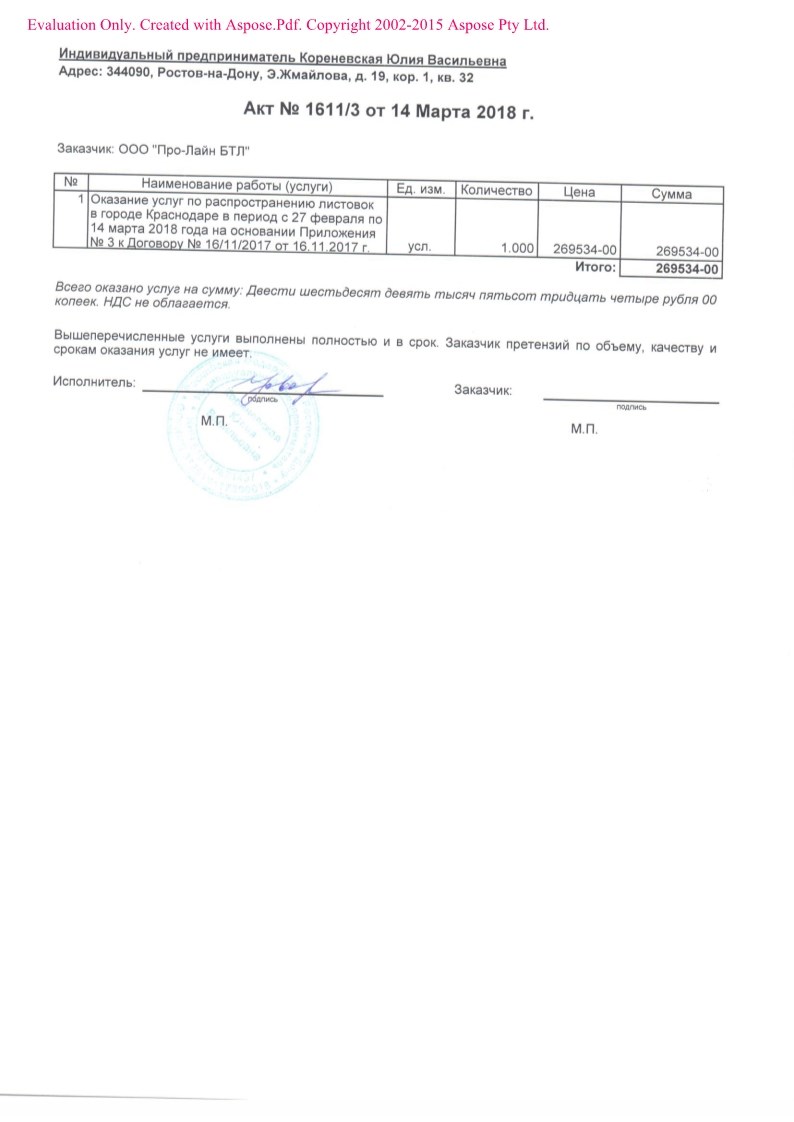 Evaluation Only. Created with Aspose.Pdf. Copyright 2002-2015 Aspose Pty Ltd.
Индивидуальный предприниматель Кореневская Юлия Васильевна
Адрес: 344090, Ростов-на-Дону, Э.Жмайлова, д. 19, кор. 1, кв. 32
Акт № 1611/3 от 14 Марта 2018 г.
Заказчик: ООО "Про-Лайн БТЛ"
№ Наименование работы (услуги) Ед. изм. Количество Цена Сумма
1 Оказание услуг по распространению листовок
в городе Краснодаре в период с 27 февраля по
14 марта 2018 года на основании Приложения
№ 3 к Договору № 16/11/2017 от 16.11.2017 г. усл. 1.000 269534-00 269534-00
Итого: 269534-00
Всего оказано услуг на сумму: Двести шестьдесят девять тысяч пятьсот тридцать четыре рубля 00
копеек. НДС не облагается.
Вышеперечисленные услуги выполнены полностью и в срок. Заказчик претензий по объему, качеству и
срокам оказания услуг не имеет.
Исполнитель: Заказчик:
подпись подпись
М.П. М.П.